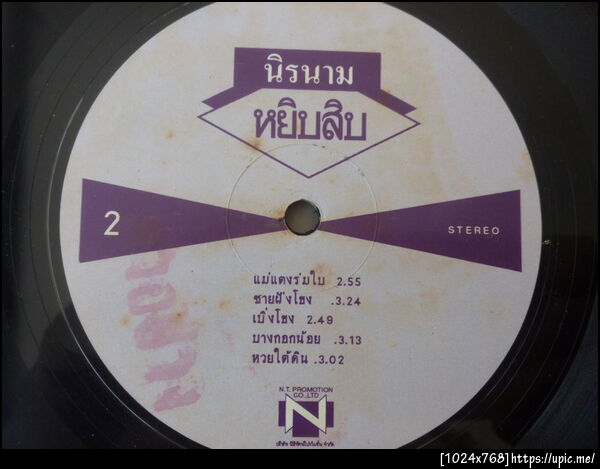 นิรนาม
หยิบสิบ
2
STEREO
แม่แตงร่มใบ 2.55
ชายฝั่งโขง .3.24
เบิ่งโขง 2.49
บางกอกน้อย .3.13
หวยใต้ดิน .3.02
N.T. PROMOTION
CO.,LTD
N
[1024x768]https://upic.me/